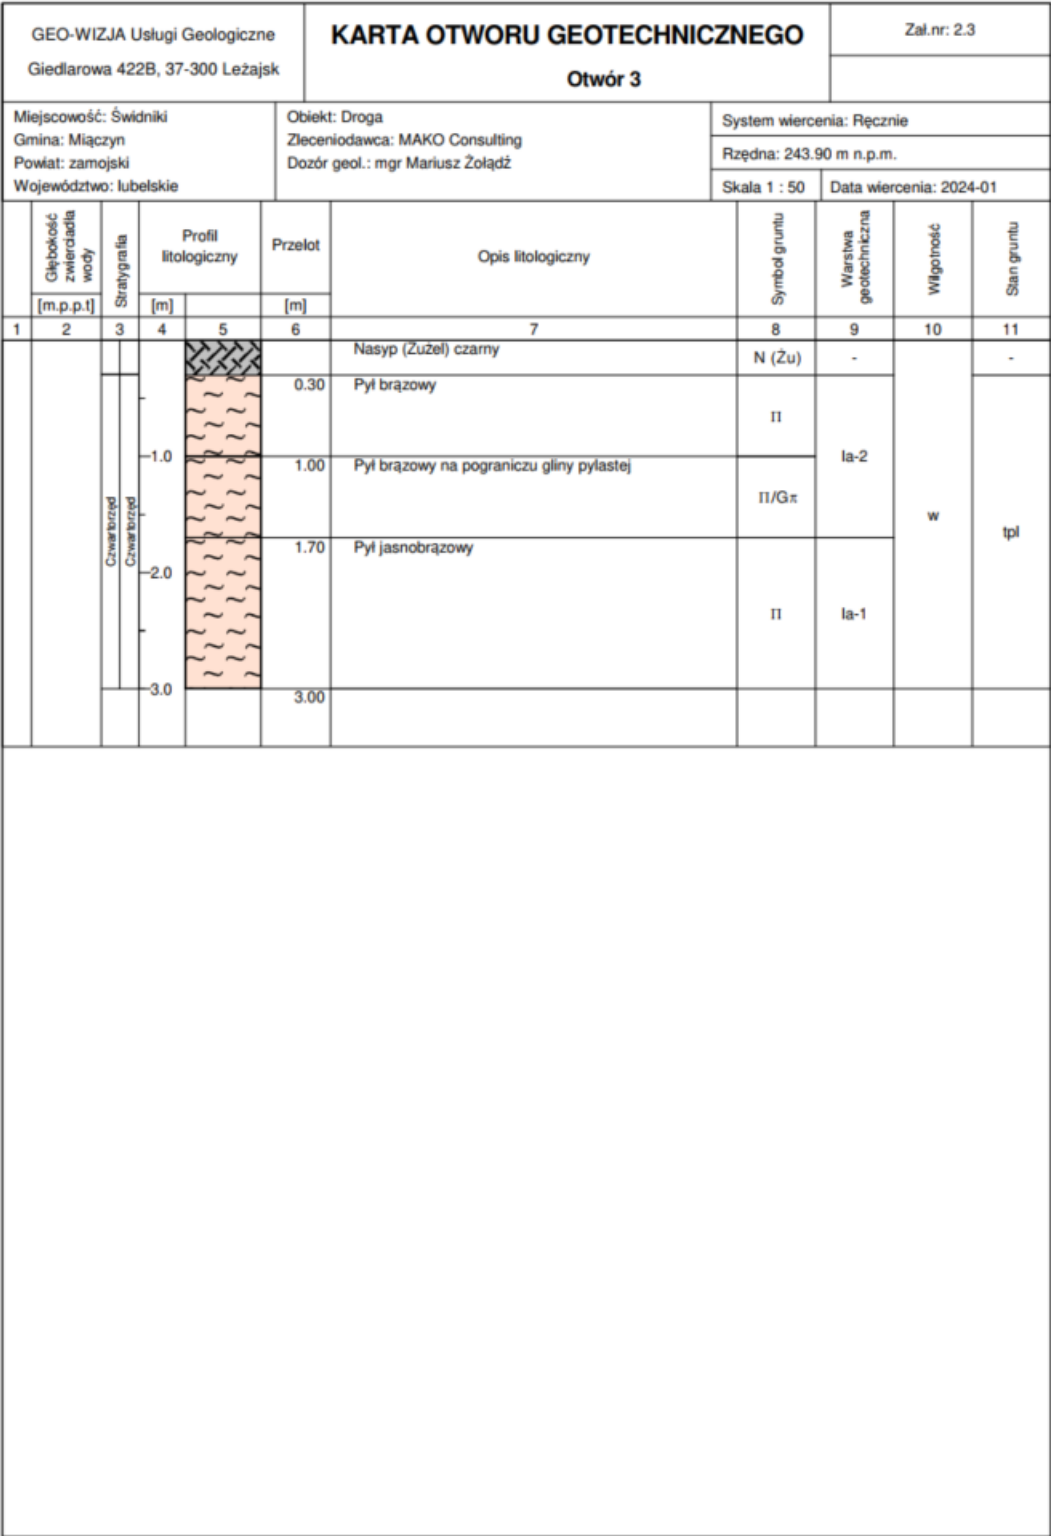 GEO-WIZJA Usługi Geologiczne
Giedlarowa 422B, 37-300 Leżajsk
KARTA OTWORU GEOTECHNICZNEGO
Otwór 3
Zał.nr: 2.3
Miejscowość: Świdniki
Gmina: Miączyn
Powiat: zamojski
Województwo: lubelskie
Obiekt: Droga
Zleceniodawca: MAKO Consulting
Dozór geol.: mgr Mariusz Żołądź
System wiercenia: Ręcznie
Rzędna: 243.90 m n.p.m.
Skala 1 : 50
Data wiercenia: 2024-01
Głębokość
zwierciadła
wody
[m.p.p.t]
Stratygrafia
Profil
litologiczny
[m]
Przelot
[m]
Opis litologiczny
Symbol gruntu
Warstwa
geotechniczna
Wilgotność
Stan gruntu
1 2 3 4 5 6 7 8 9 10 11
Nasyp (Żużel) czarny
N (Żu)
-
-
0.30
Pył brązowy
Π
1.0
1.00
Pył brązowy na pograniczu gliny pylastej
Π/Gπ
Ia-2
Czwartorzęd
Czwartorzęd
w
tpl
1.70
Pył jasnobrązowy
2.0
Π
Ia-1
3.0
3.00